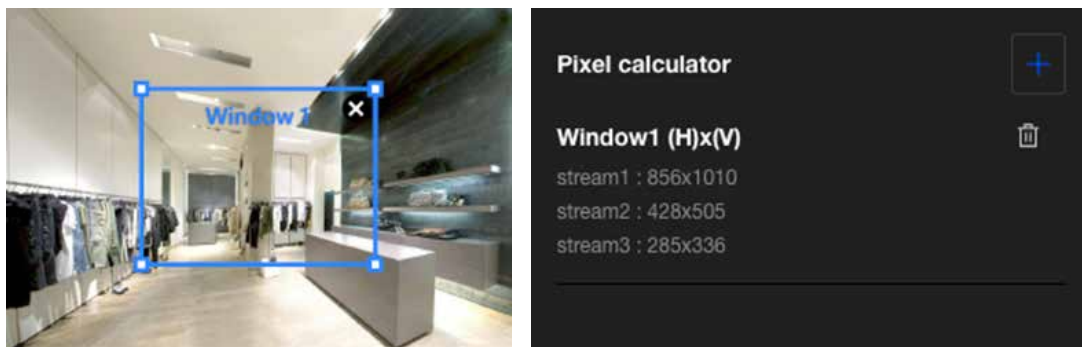 Window 1
Pixel calculator
Window1 (H)x(V)
stream1 : 856x1010
stream2 : 428x505
stream3 : 285x336